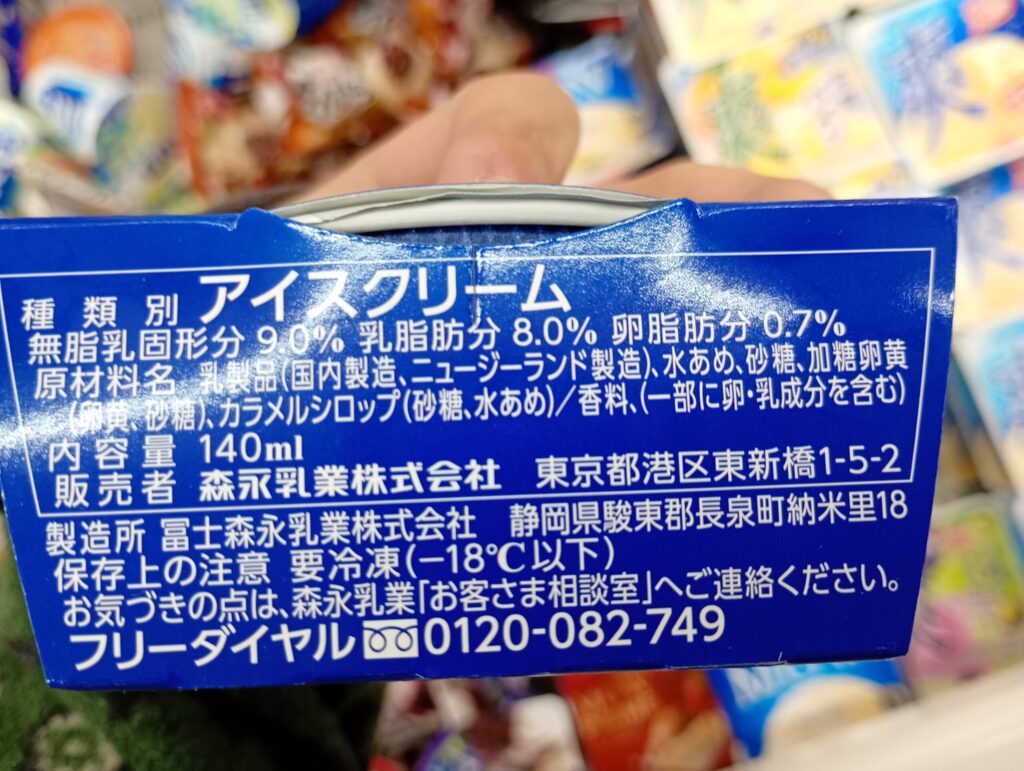 種類別 アイスクリーム
無脂乳固形分 9.0% 乳脂肪分 8.0% 卵脂肪分 0.7%
原材料名 乳製品(国内製造、ニュージーランド製造)、水あめ、砂糖、加糖卵黄
(卵黄、砂糖)、カラメルシロップ(砂糖、水あめ)/香料、(一部に卵・乳成分を含む)
内容量 140ml
販売者 森永乳業株式会社 東京都港区東新橋1-5-2
製造所 冨士森永乳業株式会社 静岡県駿東郡長泉町納米里18
保存上の注意 要冷凍(−18℃以下)
お気づきの点は、森永乳業「お客さま相談室」へご連絡ください。
フリーダイヤル 0120-082-749